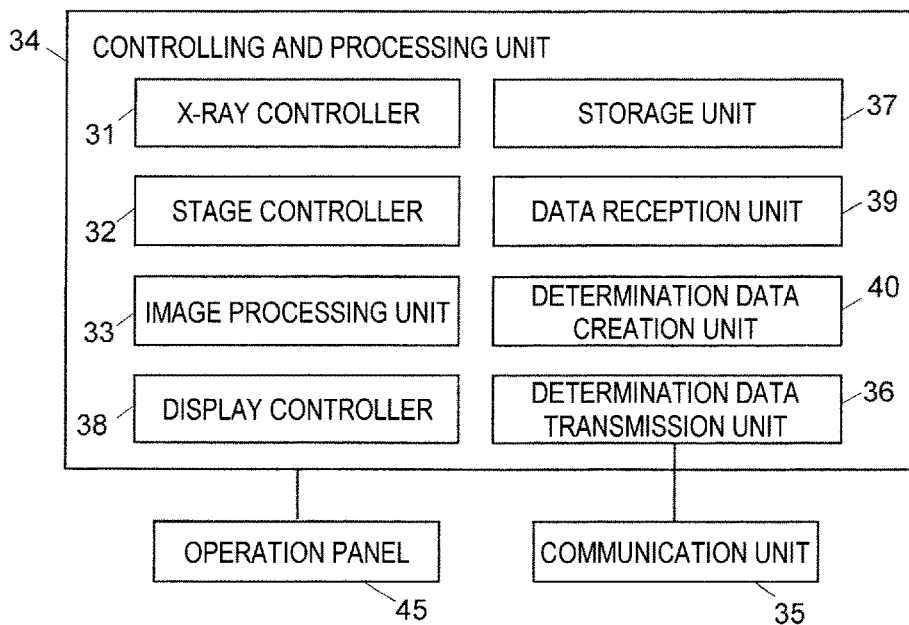 34
CONTROLLING AND PROCESSING UNIT
X-RAY CONTROLLER
31
STORAGE UNIT
37
STAGE CONTROLLER
32
DATA RECEPTION UNIT
39
IMAGE PROCESSING UNIT
33
DETERMINATION DATA
CREATION UNIT
40
DISPLAY CONTROLLER
38
DETERMINATION DATA
TRANSMISSION UNIT
36
OPERATION PANEL
45
COMMUNICATION UNIT
35